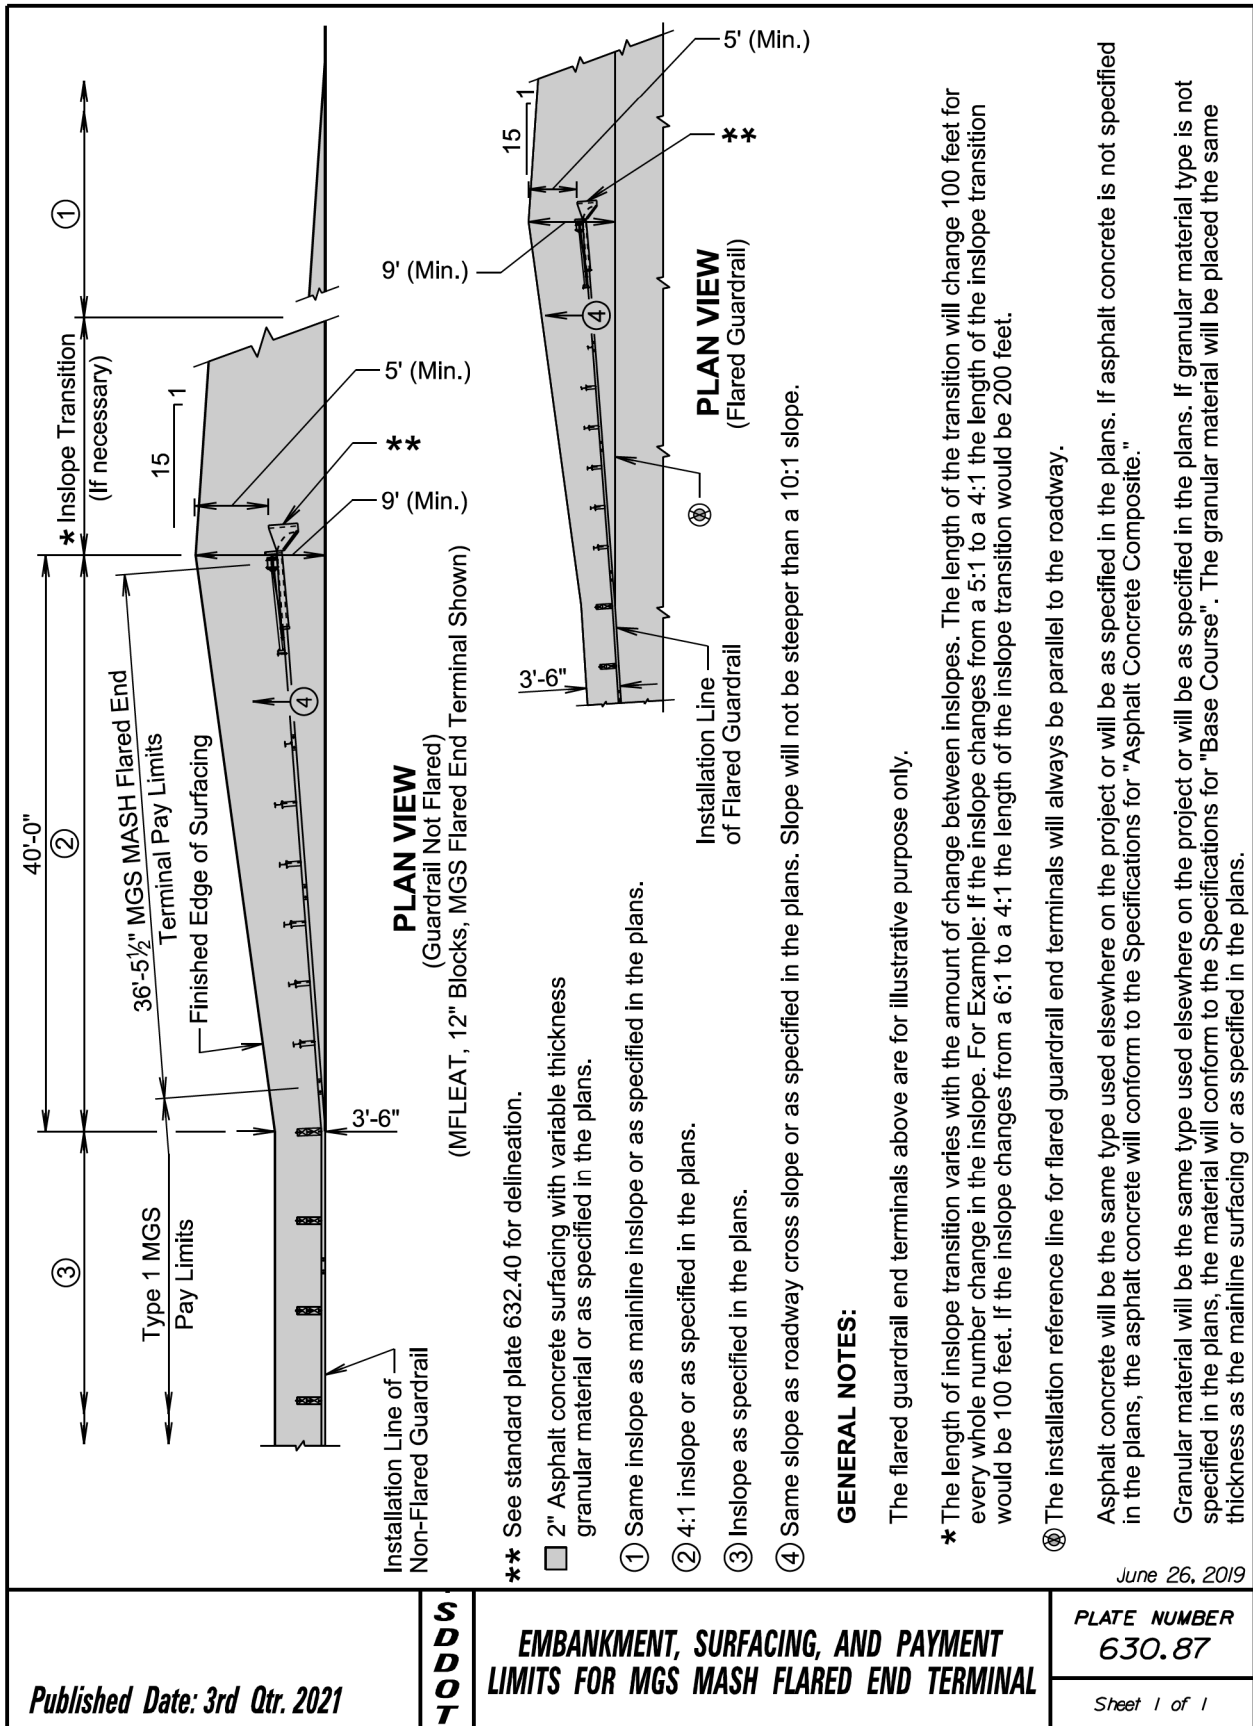 40'-0"
③
②
* Inslope Transition
(If necessary)
①
Type 1 MGS
Pay Limits
36'-5½" MGS MASH Flared End
Terminal Pay Limits
15
1
Finished Edge of Surfacing
5' (Min.)
**
9' (Min.)
3'-6"
④
Installation Line of
Non-Flared Guardrail
PLAN VIEW
(Guardrail Not Flared)
(MFLEAT, 12" Blocks, MGS Flared End Terminal Shown)
15
1
5' (Min.)
**
9' (Min.)
④
3'-6"
PLAN VIEW
(Flared Guardrail)
Installation Line
of Flared Guardrail
** See standard plate 632.40 for delineation.
2" Asphalt concrete surfacing with variable thickness
granular material or as specified in the plans.
① Same inslope as mainline inslope or as specified in the plans.
② 4:1 inslope or as specified in the plans.
③ Inslope as specified in the plans.
④ Same slope as roadway cross slope or as specified in the plans. Slope will not be steeper than a 10:1 slope.
GENERAL NOTES:
The flared guardrail end terminals above are for illustrative purpose only.
* The length of inslope transition varies with the amount of change between inslopes. The length of the transition will change 100 feet for
every whole number change in the inslope. For Example: If the inslope changes from a 5:1 to a 4:1 the length of the inslope transition
would be 100 feet. If the inslope changes from a 6:1 to a 4:1 the length of the inslope transition would be 200 feet.
The installation reference line for flared guardrail end terminals will always be parallel to the roadway.
Asphalt concrete will be the same type used elsewhere on the project or will be as specified in the plans. If asphalt concrete is not specified
in the plans, the asphalt concrete will conform to the Specifications for "Asphalt Concrete Composite."
Granular material will be the same type used elsewhere on the project or will be as specified in the plans. If granular material type is not
specified in the plans, the material will conform to the Specifications for "Base Course". The granular material will be placed the same
thickness as the mainline surfacing or as specified in the plans.
June 26, 2019
Published Date: 3rd Qtr. 2021
SDDOT
EMBANKMENT, SURFACING, AND PAYMENT
LIMITS FOR MGS MASH FLARED END TERMINAL
PLATE NUMBER
630.87
Sheet 1 of 1